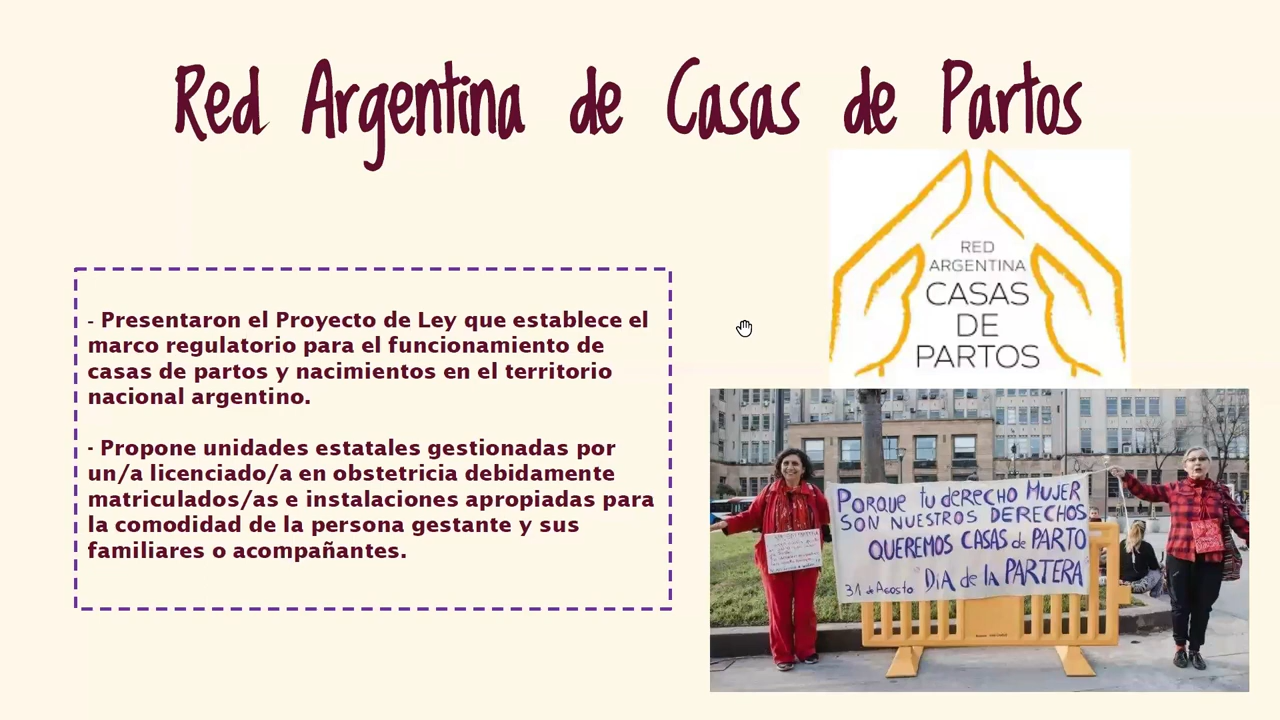 Red Argentina de Casas de Partos
RED
ARGENTINA
CASAS
DE
PARTOS
- Presentaron el Proyecto de Ley que establece el
marco regulatorio para el funcionamiento de
casas de partos y nacimientos en el territorio
nacional argentino.
- Propone unidades estatales gestionadas por
un/a licenciado/a en obstetricia debidamente
matriculados/as e instalaciones apropiadas para
la comodidad de la persona gestante y sus
familiares o acompañantes.
PORQUE tu dERECHO MUJER
SON NUESTROS DERECHOS
QUEREMOS CASAS de PARTO
31 de Agosto "DiA de la PARTERA"